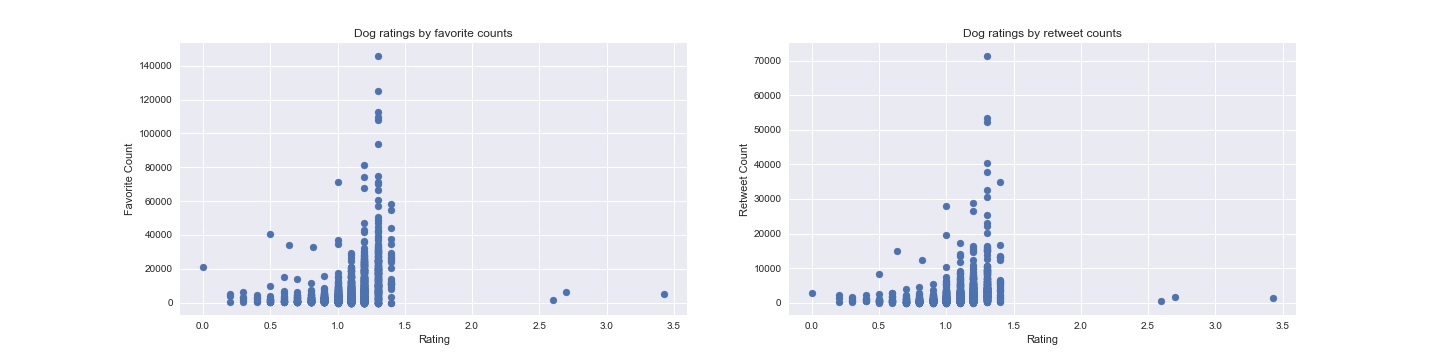 Dog ratings by favorite counts
140000
120000
100000
80000
60000
40000
20000
0
Favorite Count
0.0 0.5 1.0 1.5 2.0 2.5 3.0 3.5
Rating
Dog ratings by retweet counts
70000
60000
50000
40000
30000
20000
10000
0
Retweet Count
0.0 0.5 1.0 1.5 2.0 2.5 3.0 3.5
Rating